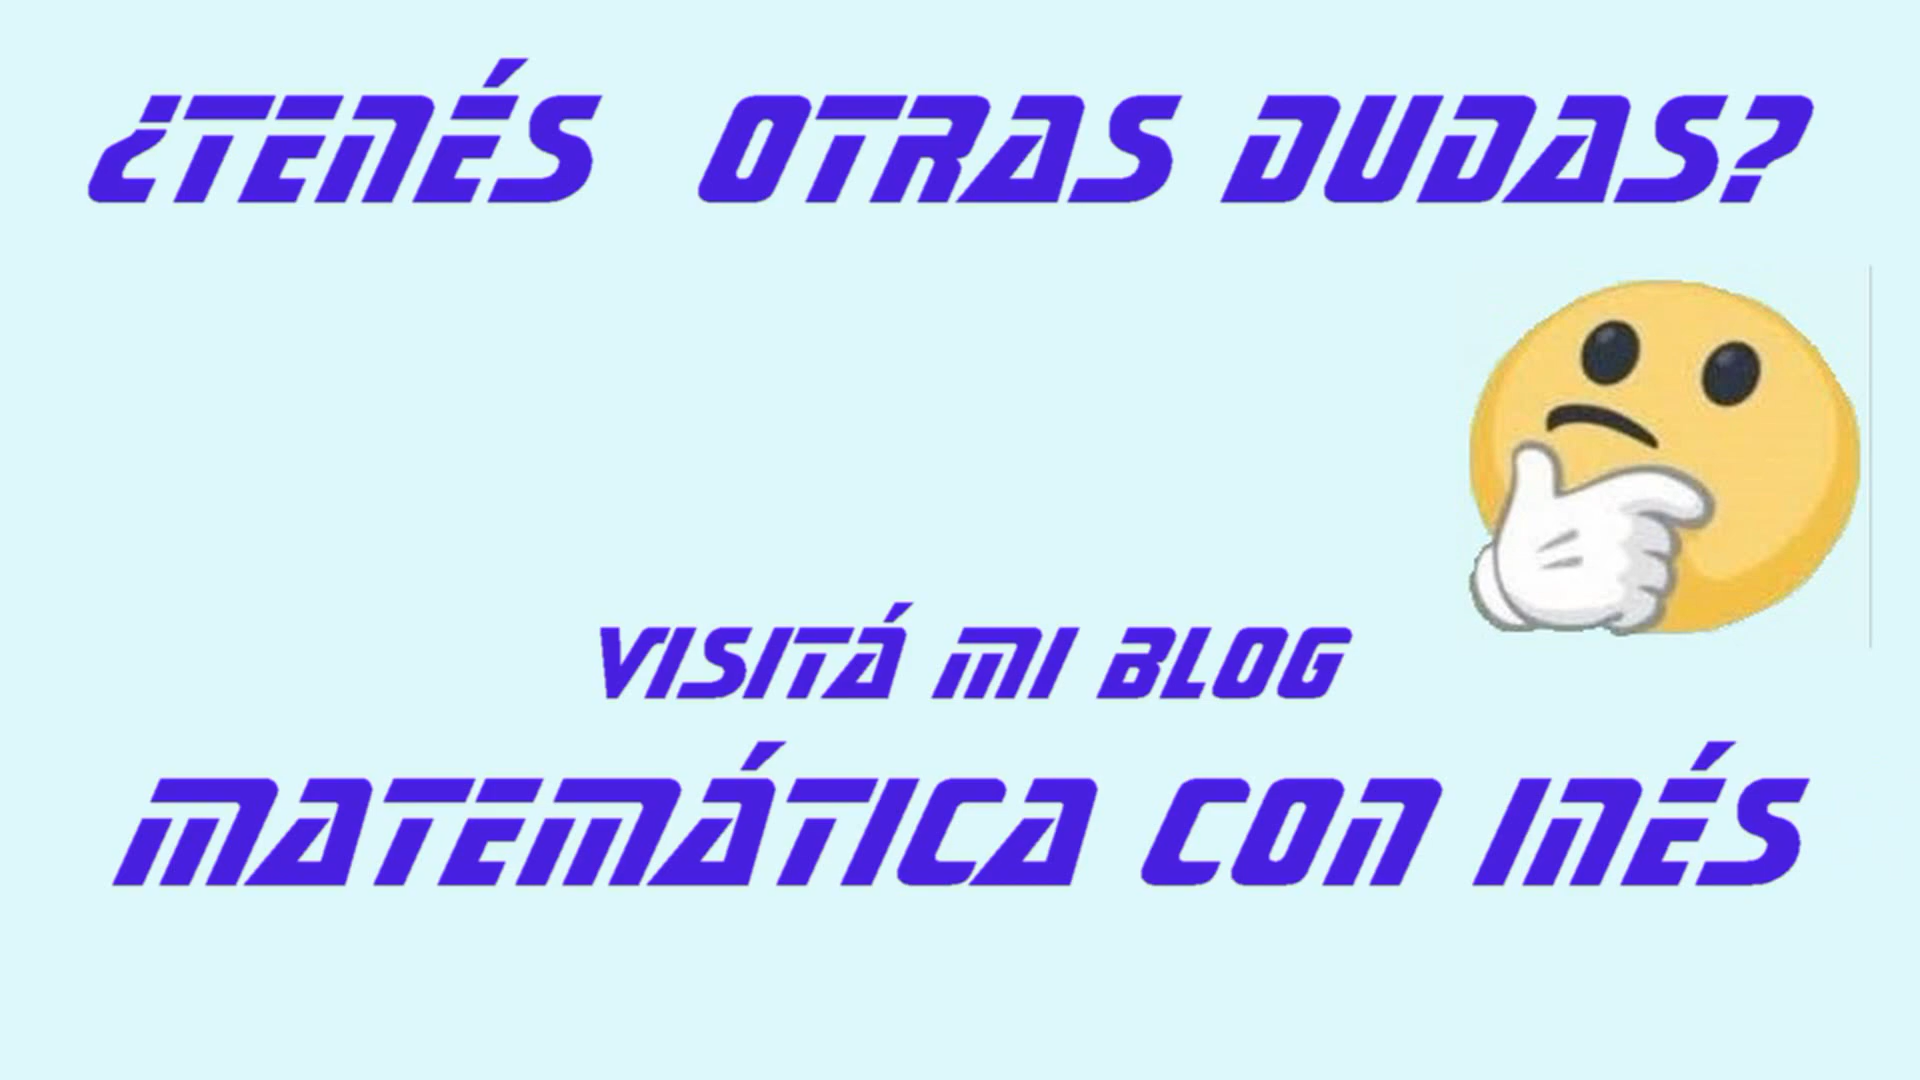 ¿TENÉS OTRAS DUDAS?
VISITÁ MI BLOG
MATEMÁTICA CON INÉS